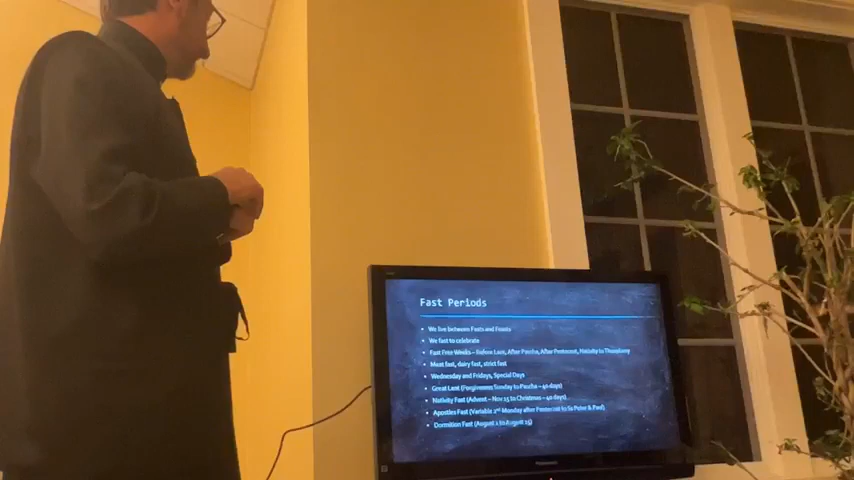 Fast Periods
• We live between Fasts and Feasts
• We fast to celebrate
• Fast Free Weeks – Before Lent, After Pascha, After Pentecost, Nativity to Theophany
• Meat fast, dairy fast, strict fast
• Wednesday and Fridays, Special Days
• Great Lent (Forgiveness Sunday to Pascha – 40 days)
• Nativity Fast (Advent – Nov 15 to Christmas – 40 days)
• Apostles Fast (Variable 2nd Monday after Pentecost to Ss Peter & Paul)
• Dormition Fast (August 1 to August 15)
Panasonic